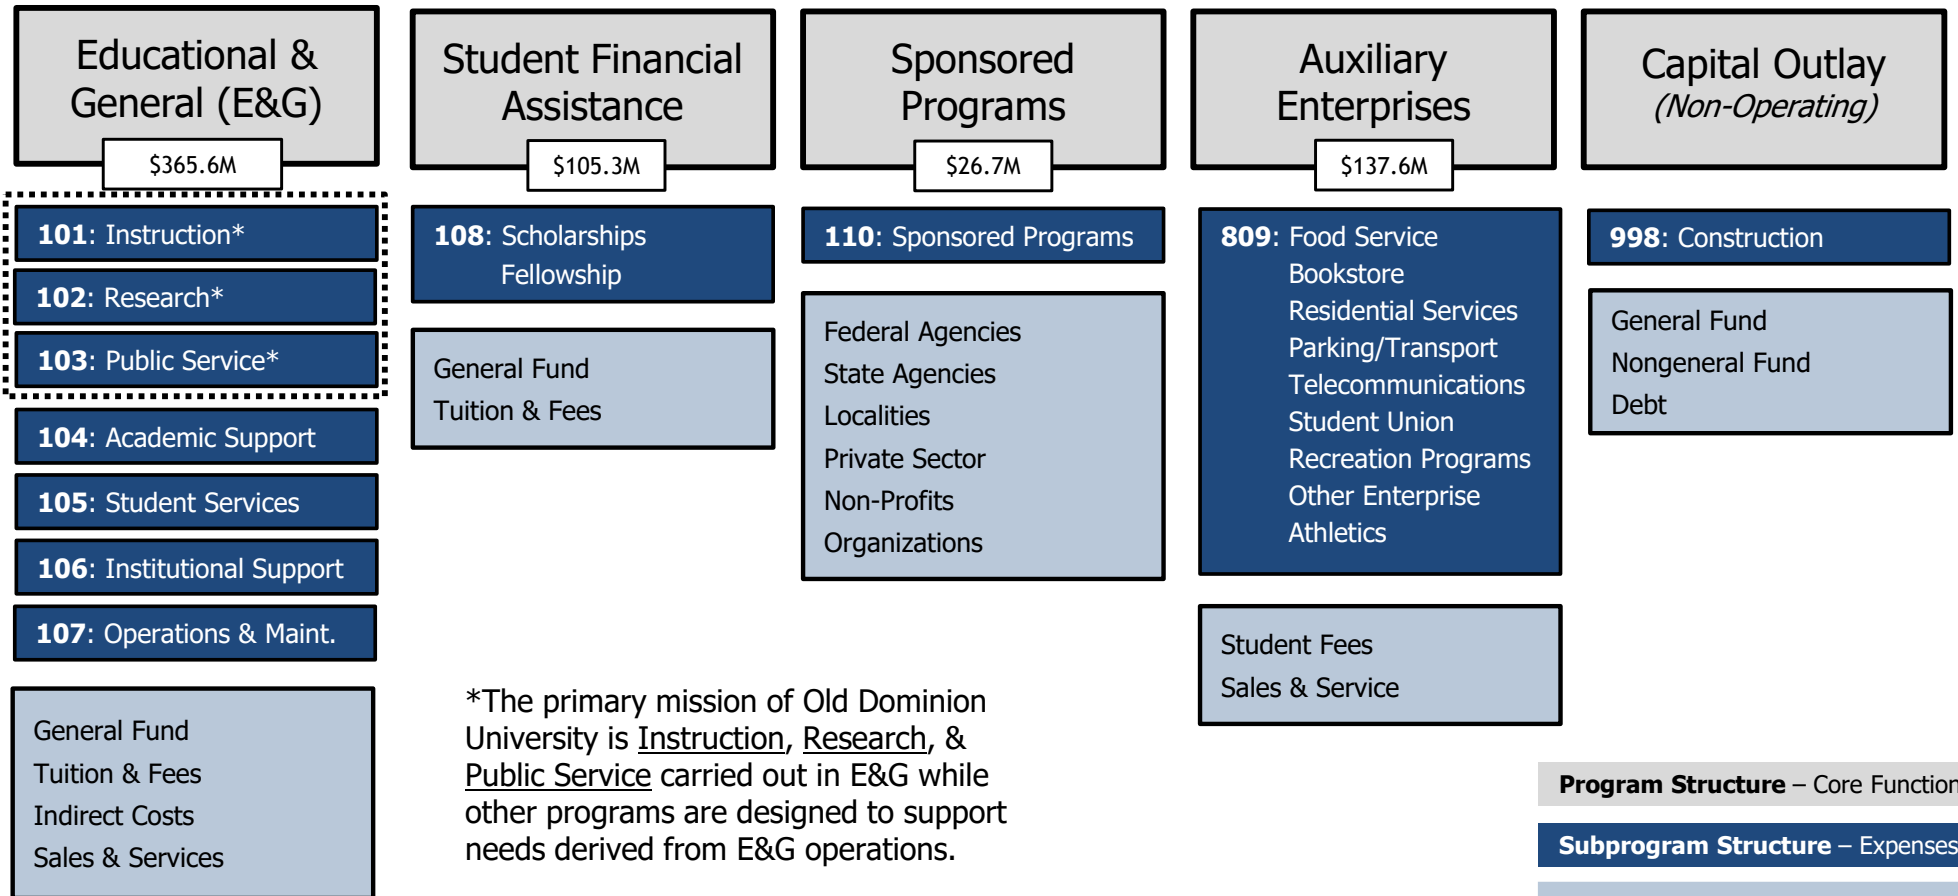 Educational &
General (E&G)
$365.6M
101: Instruction*
102: Research*
103: Public Service*
104: Academic Support
105: Student Services
106: Institutional Support
107: Operations & Maint.
General Fund
Tuition & Fees
Indirect Costs
Sales & Services
Student Financial
Assistance
$105.3M
108: Scholarships
Fellowship
General Fund
Tuition & Fees
Sponsored
Programs
$26.7M
110: Sponsored Programs
Federal Agencies
State Agencies
Localities
Private Sector
Non-Profits
Organizations
Auxiliary
Enterprises
$137.6M
809: Food Service
Bookstore
Residential Services
Parking/Transport
Telecommunications
Student Union
Recreation Programs
Other Enterprise
Athletics
Student Fees
Sales & Service
Capital Outlay
(Non-Operating)
998: Construction
General Fund
Nongeneral Fund
Debt
*The primary mission of Old Dominion
University is Instruction, Research, &
Public Service carried out in E&G while
other programs are designed to support
needs derived from E&G operations.
Program Structure – Core Function
Subprogram Structure – Expenses